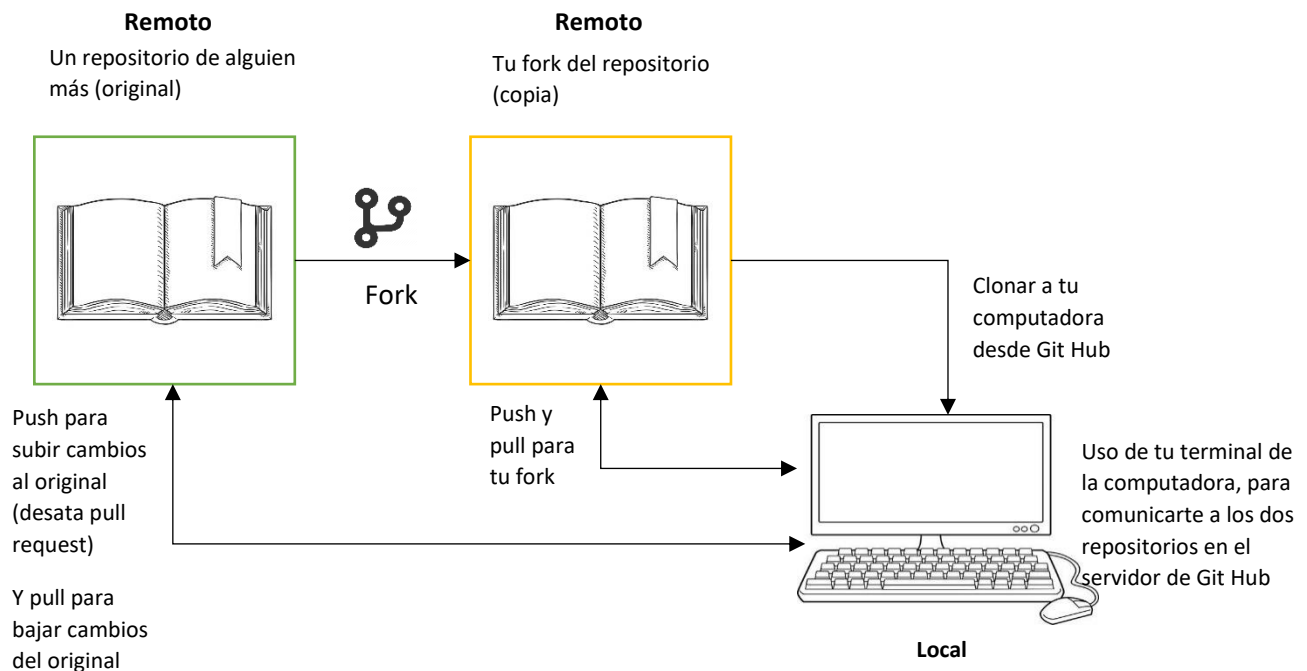 Remoto
Un repositorio de alguien
más (original)
Remoto
Tu fork del repositorio
(copia)
Fork
Clonar a tu
computadora
desde Git Hub
Push para
subir cambios
al original
(desata pull
request)
Y pull para
bajar cambios
del original
Push y
pull para
tu fork
Uso de tu terminal de
la computadora, para
comunicarte a los dos
repositorios en el
servidor de Git Hub
Local